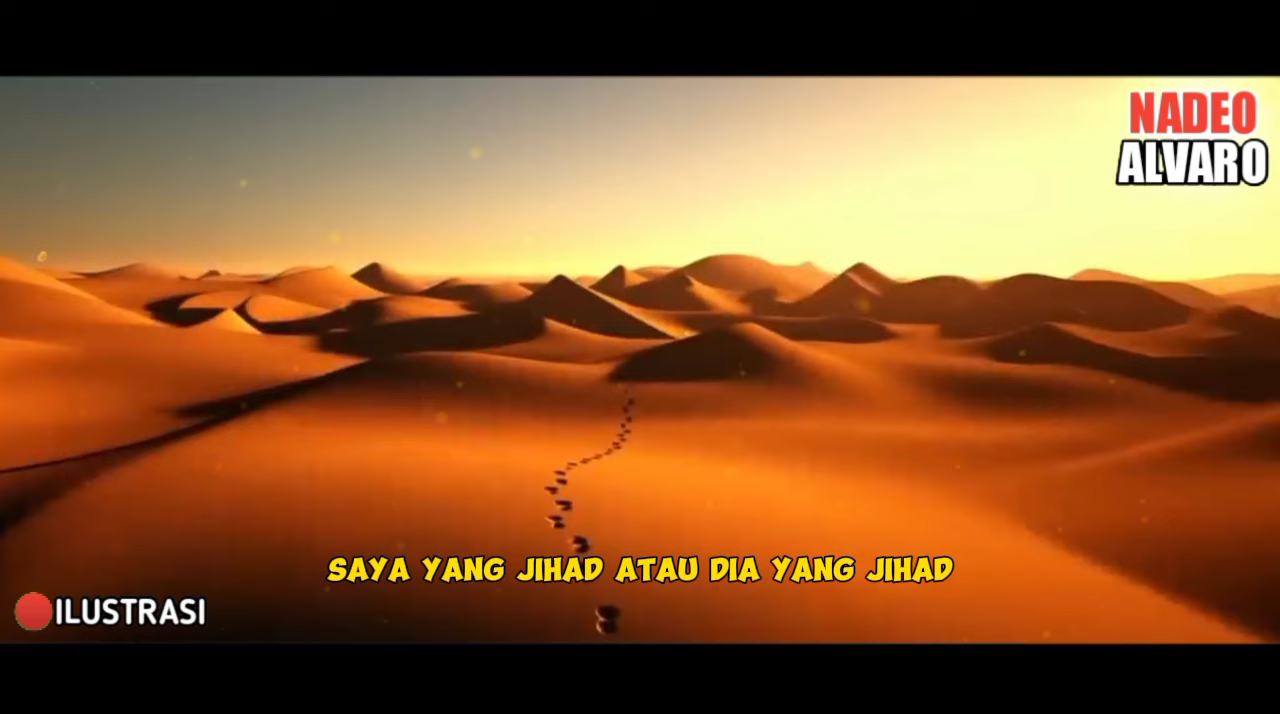 NADEO
ALVARO
SAYA YANG JIHAD ATAU DIA YANG JIHAD
ILUSTRASI